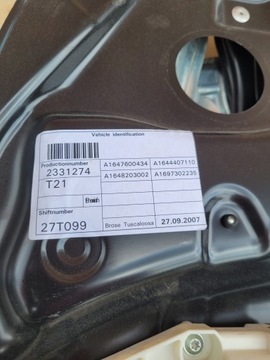 Vehicle identification
Productionnumber
2331274
T21
Shiftnumber
27T099
A1647600434 A1644407110
A1648203002 A1697302235
Brose Tuscaloosa 27.09.2007